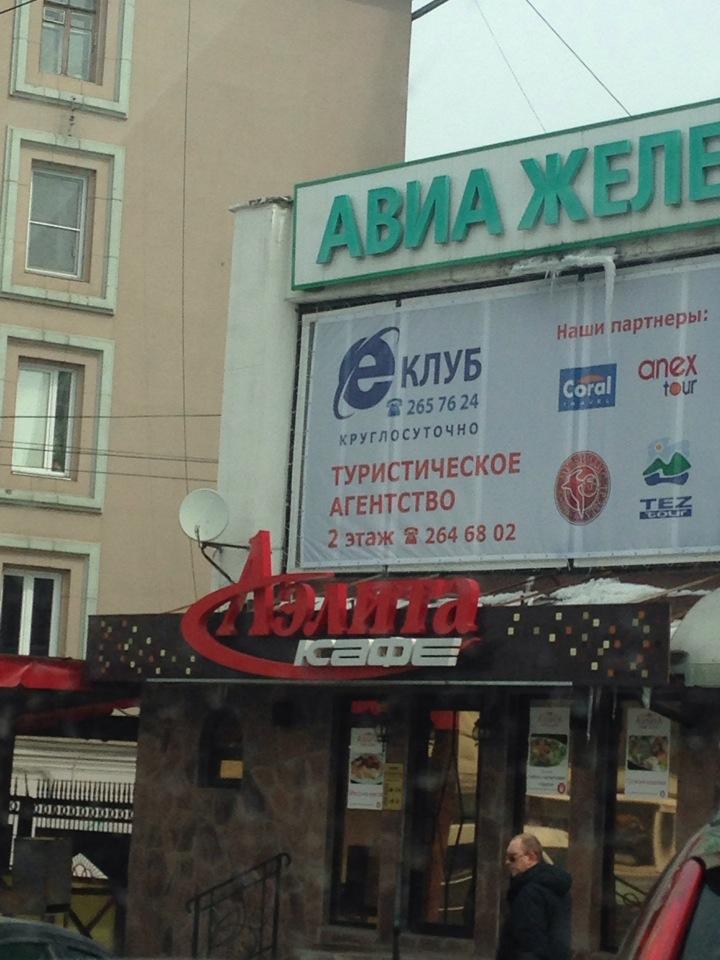 АВИА ЖЕЛЕ
е КЛУБ
☎ 265 76 24
КРУГЛОСУТОЧНО
ТУРИСТИЧЕСКОЕ
АГЕНТСТВО
2 этаж ☎ 264 68 02
Наши партнеры:
Coral
TRAVEL
anex
tour
TEZ
tour
Аэлита
кафе